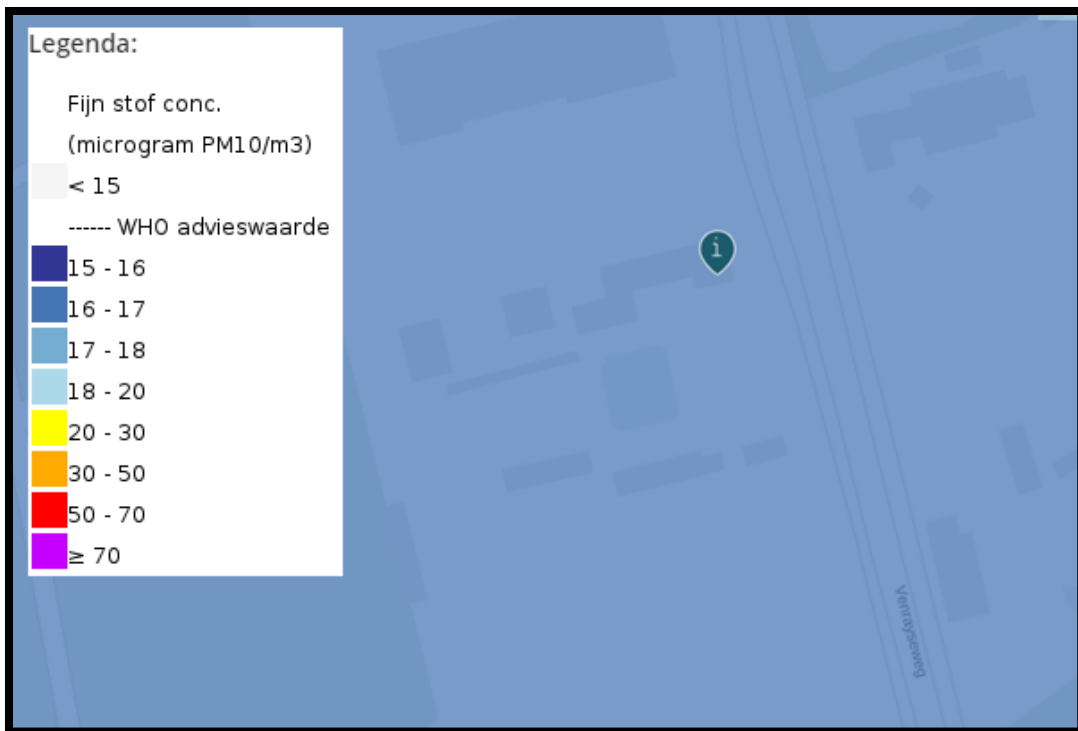 Legenda:
Fijn stof conc.
(microgram PM10/m3)
< 15
------ WHO advieswaarde
15 - 16
16 - 17
17 - 18
18 - 20
20 - 30
30 - 50
50 - 70
≥ 70
i
Venrayseweg